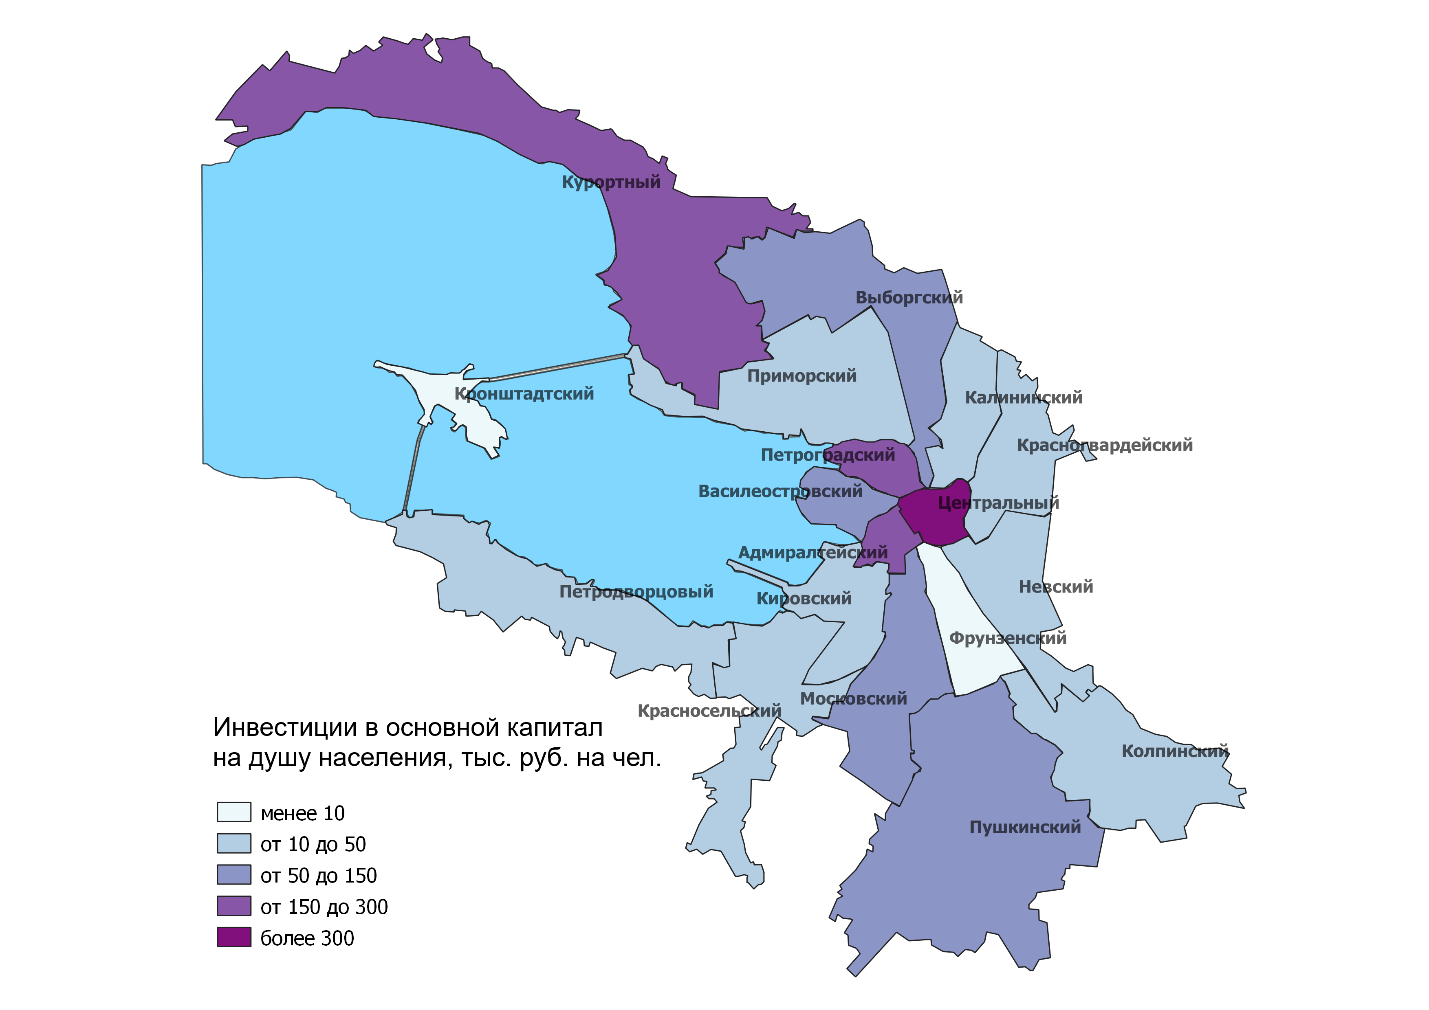 Курортный
Выборгский
Приморский
Кронштадтский
Калининский
Красногвардейский
Петроградский
Василеостровский
Центральный
Адмиралтейский
Петродворцовый
Кировский
Невский
Фрунзенский
Московский
Красносельский
Колпинский
Пушкинский
Инвестиции в основной капитал
на душу населения, тыс. руб. на чел.
менее 10
от 10 до 50
от 50 до 150
от 150 до 300
более 300